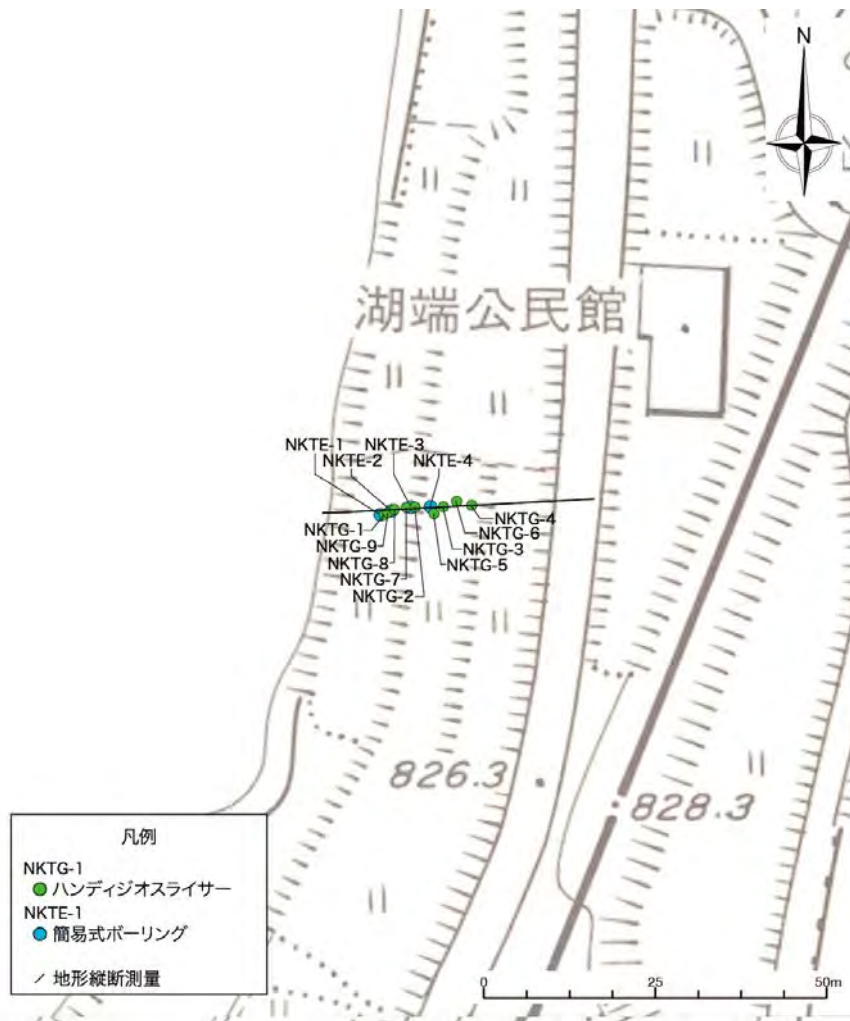 N
湖端公民館
NKTE-1
NKTE-3
NKTE-2
NKTE-4
NKTG-1
NKTG-4
NKTG-9
NKTG-6
NKTG-8
NKTG-3
NKTG-7
NKTG-5
NKTG-2
826.3
828.3
凡例
NKTG-1
ハンディジオスライサー
NKTE-1
簡易式ボーリング
地形縦断測量
0 25 50m